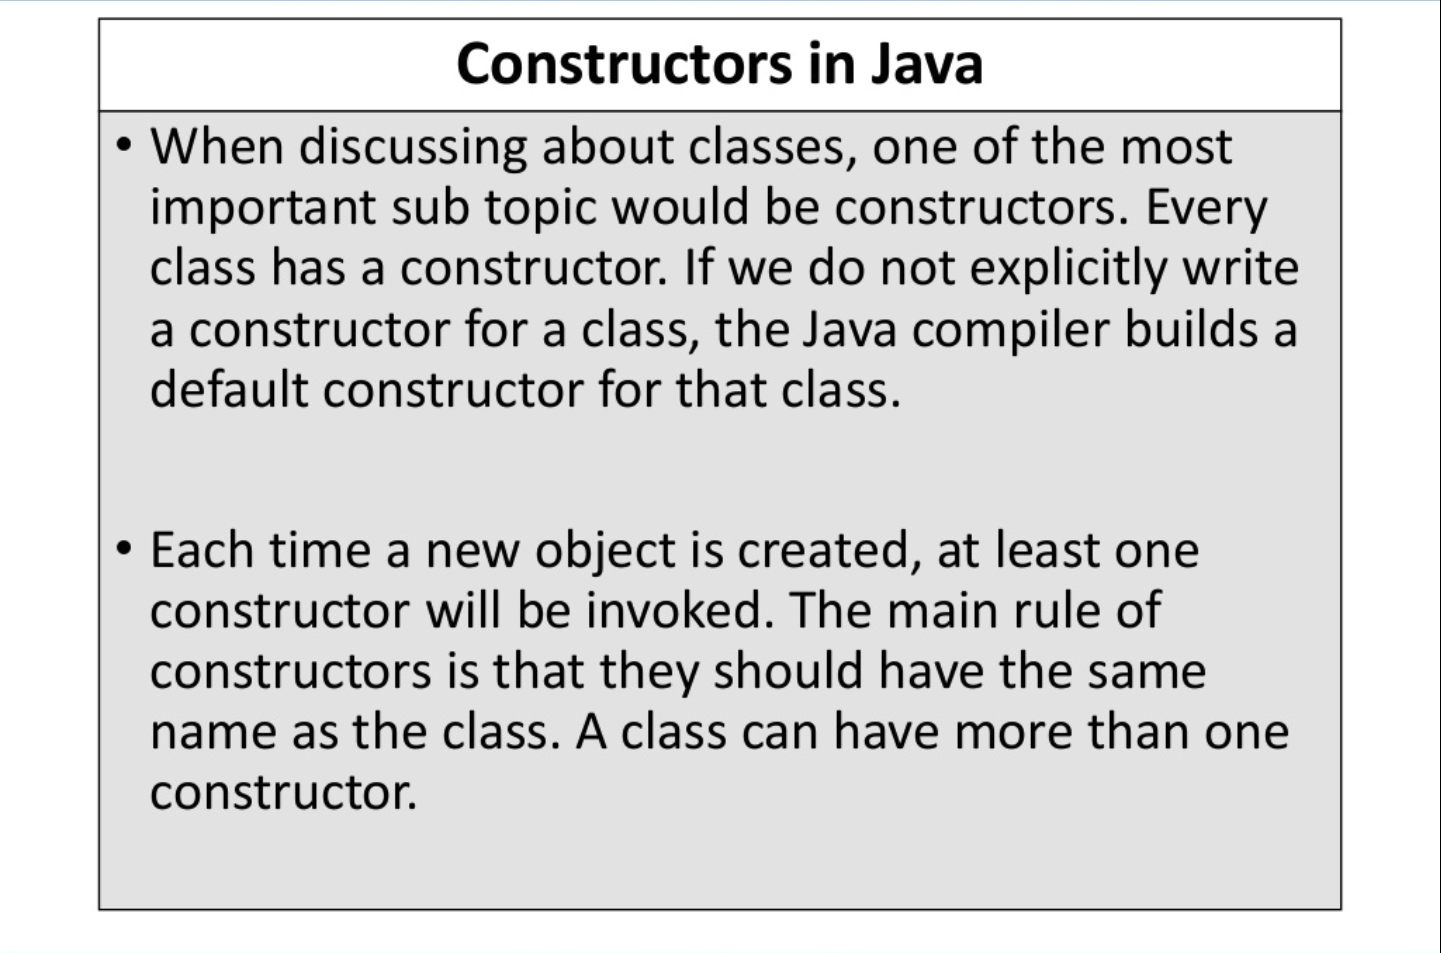 Constructors in Java
• When discussing about classes, one of the most
important sub topic would be constructors. Every
class has a constructor. If we do not explicitly write
a constructor for a class, the Java compiler builds a
default constructor for that class.
• Each time a new object is created, at least one
constructor will be invoked. The main rule of
constructors is that they should have the same
name as the class. A class can have more than one
constructor.